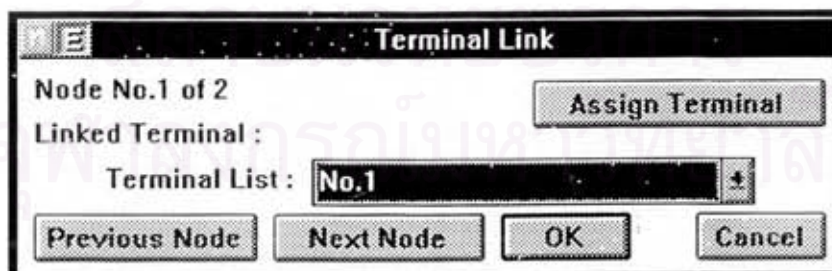 Terminal Link
Node No.1 of 2
Assign Terminal
Linked Terminal :
Terminal List : No.1
Previous Node Next Node OK Cancel